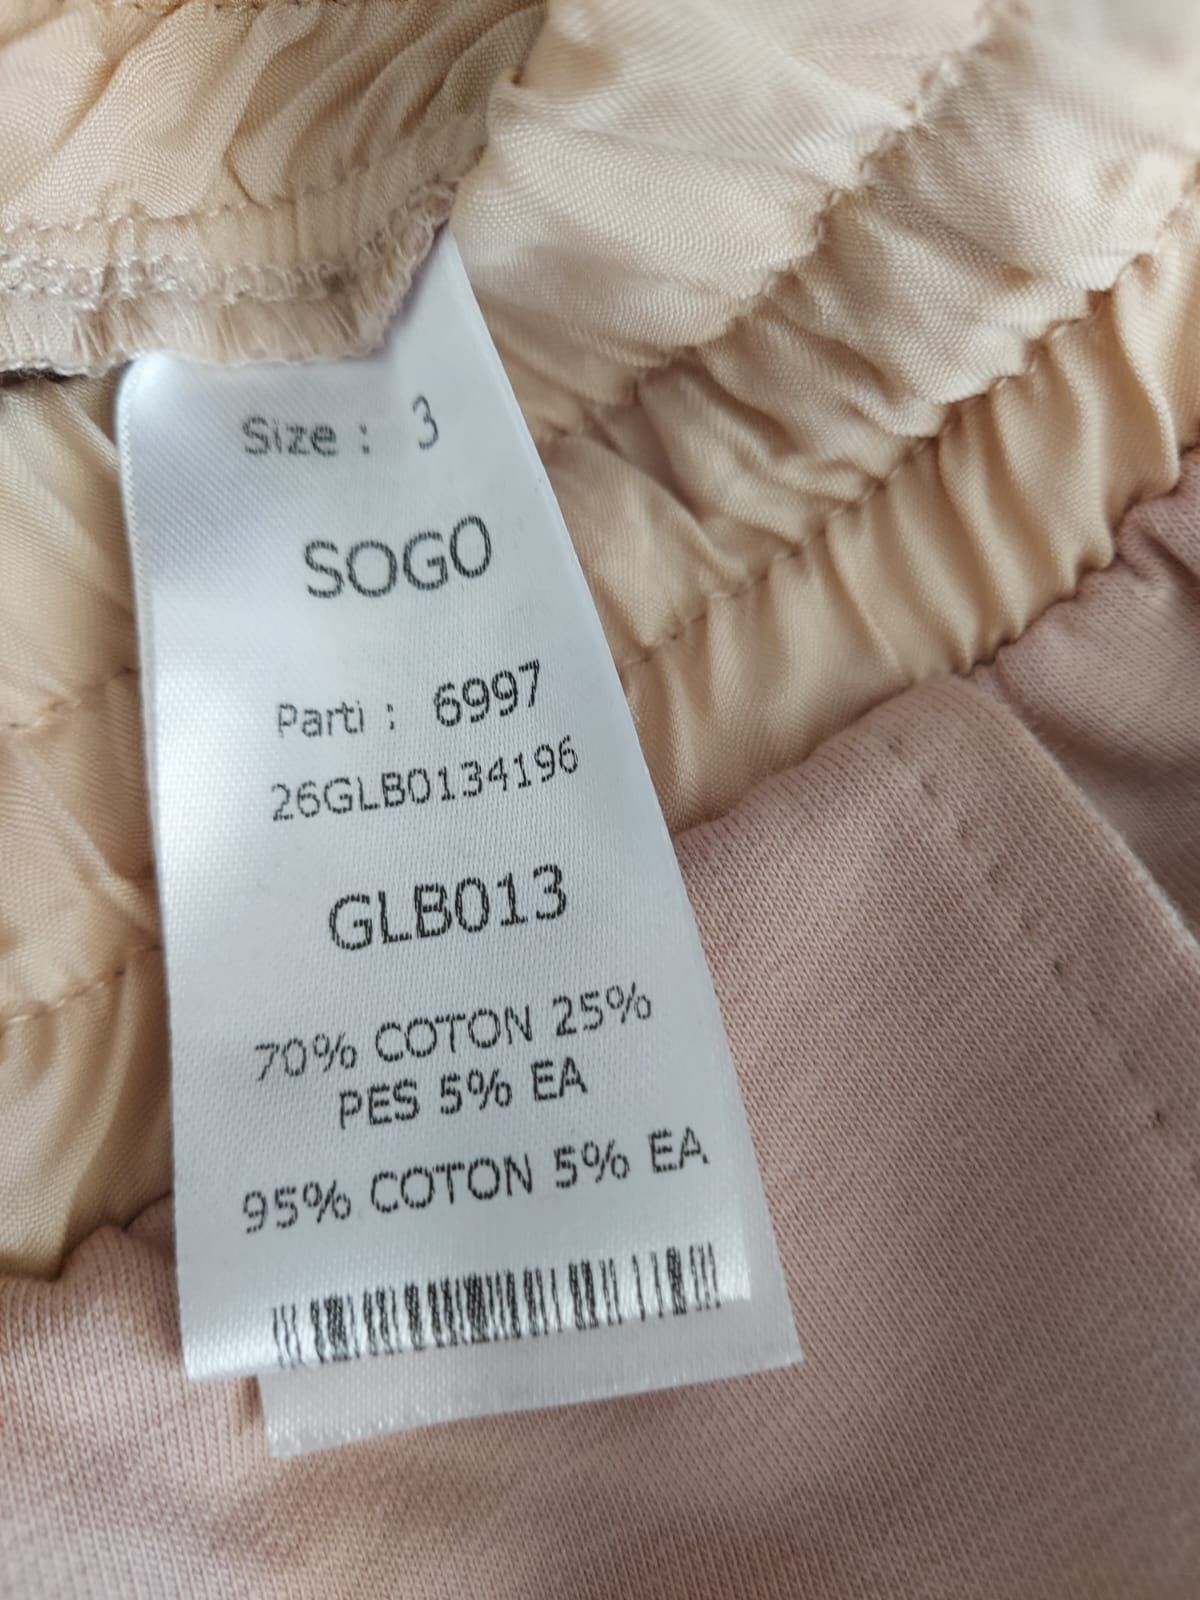 Size : 3
SOGO
Parti : 6997
26GLB0134196
GLB013
70% COTON 25%
PES 5% EA
95% COTON 5% EA